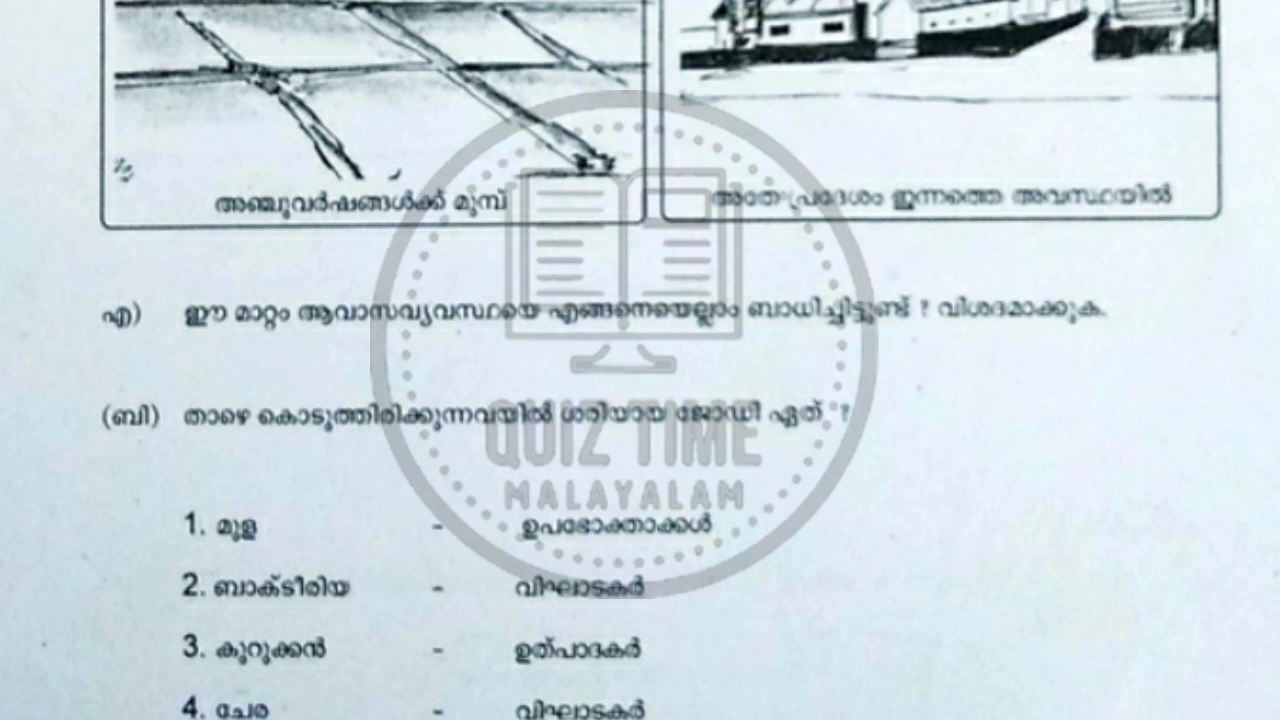 അഞ്ചുവർഷങ്ങൾക്ക് മുമ്പ്
അതേ പ്രദേശം ഇന്നത്തെ അവസ്ഥയിൽ
എ) ഈ മാറ്റം ആവാസവ്യവസ്ഥയെ എങ്ങനെയെല്ലാം ബാധിച്ചിട്ടുണ്ട് ? വിശദമാക്കുക.
(ബി) താഴെ കൊടുത്തിരിക്കുന്നവയിൽ ശരിയായ ജോഡി ഏത് ?
QUIZ TIME
MALAYALAM
1. മുള - ഉപഭോക്താക്കൾ
2. ബാക്ടീരിയ - വിഘാടകർ
3. കുറുക്കൻ - ഉത്പാദകർ
4. ചേര - വിഘാടകർ